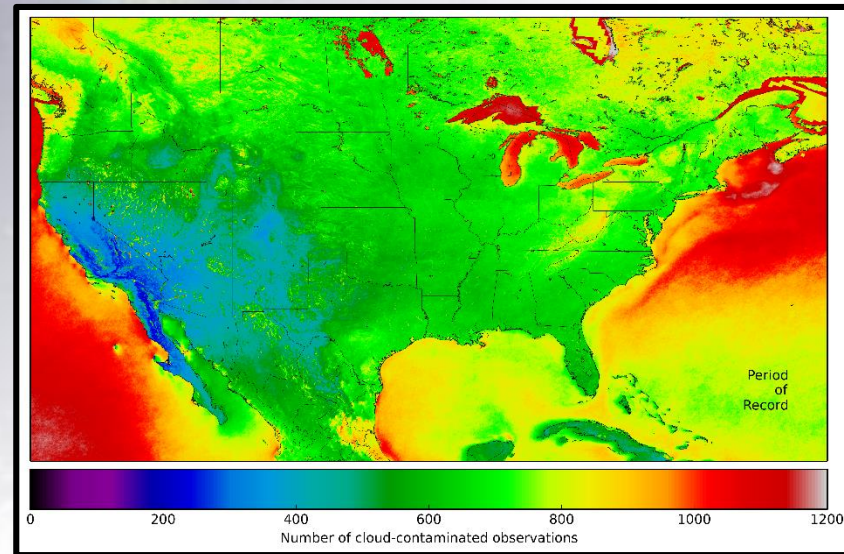 Period
of
Record
0 200 400 600 800 1000 1200
Number of cloud-contaminated observations